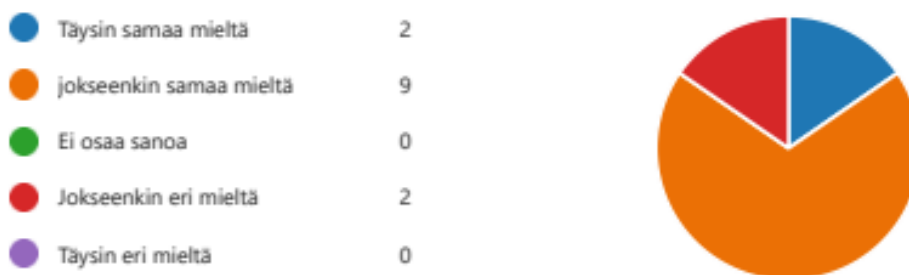 Täysin samaa mieltä 2
jokseenkin samaa mieltä 9
Ei osaa sanoa 0
Jokseenkin eri mieltä 2
Täysin eri mieltä 0